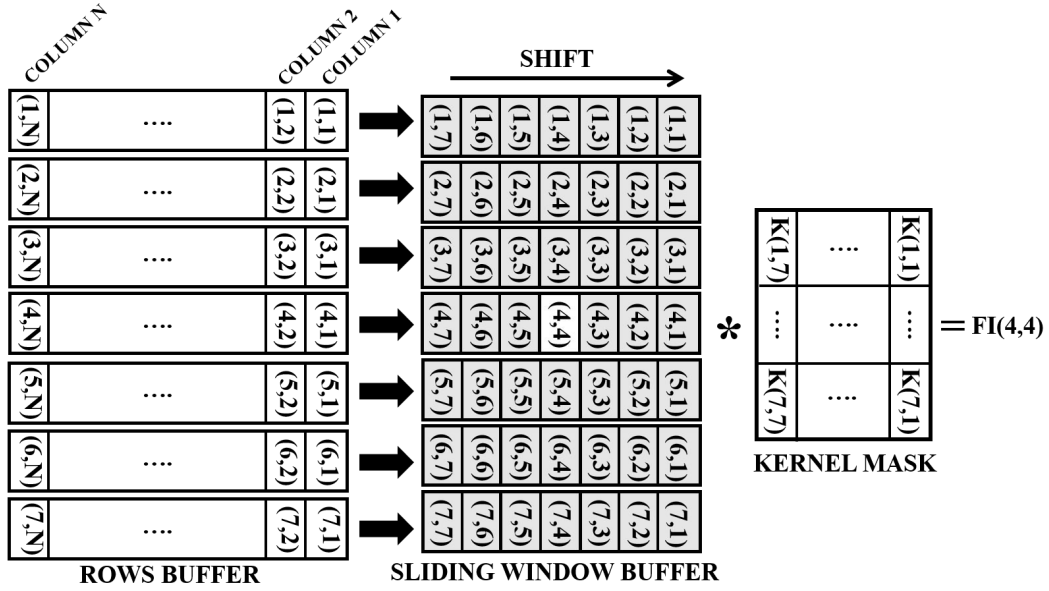 COLUMN N COLUMN 2 COLUMN 1
SHIFT
(1,N) .... (1,2) (1,1) (1,7) (1,6) (1,5) (1,4) (1,3) (1,2) (1,1)
(2,N) .... (2,2) (2,1) (2,7) (2,6) (2,5) (2,4) (2,3) (2,2) (2,1)
(3,N) .... (3,2) (3,1) (3,7) (3,6) (3,5) (3,4) (3,3) (3,2) (3,1)
(4,N) .... (4,2) (4,1) (4,7) (4,6) (4,5) (4,4) (4,3) (4,2) (4,1)
(5,N) .... (5,2) (5,1) (5,7) (5,6) (5,5) (5,4) (5,3) (5,2) (5,1)
(6,N) .... (6,2) (6,1) (6,7) (6,6) (6,5) (6,4) (6,3) (6,2) (6,1)
(7,N) .... (7,2) (7,1) (7,7) (7,6) (7,5) (7,4) (7,3) (7,2) (7,1)
ROWS BUFFER
SLIDING WINDOW BUFFER
*
K(1,7) .... K(1,1)
.... .... ....
K(7,7) .... K(7,1)
KERNEL MASK
= FI(4,4)